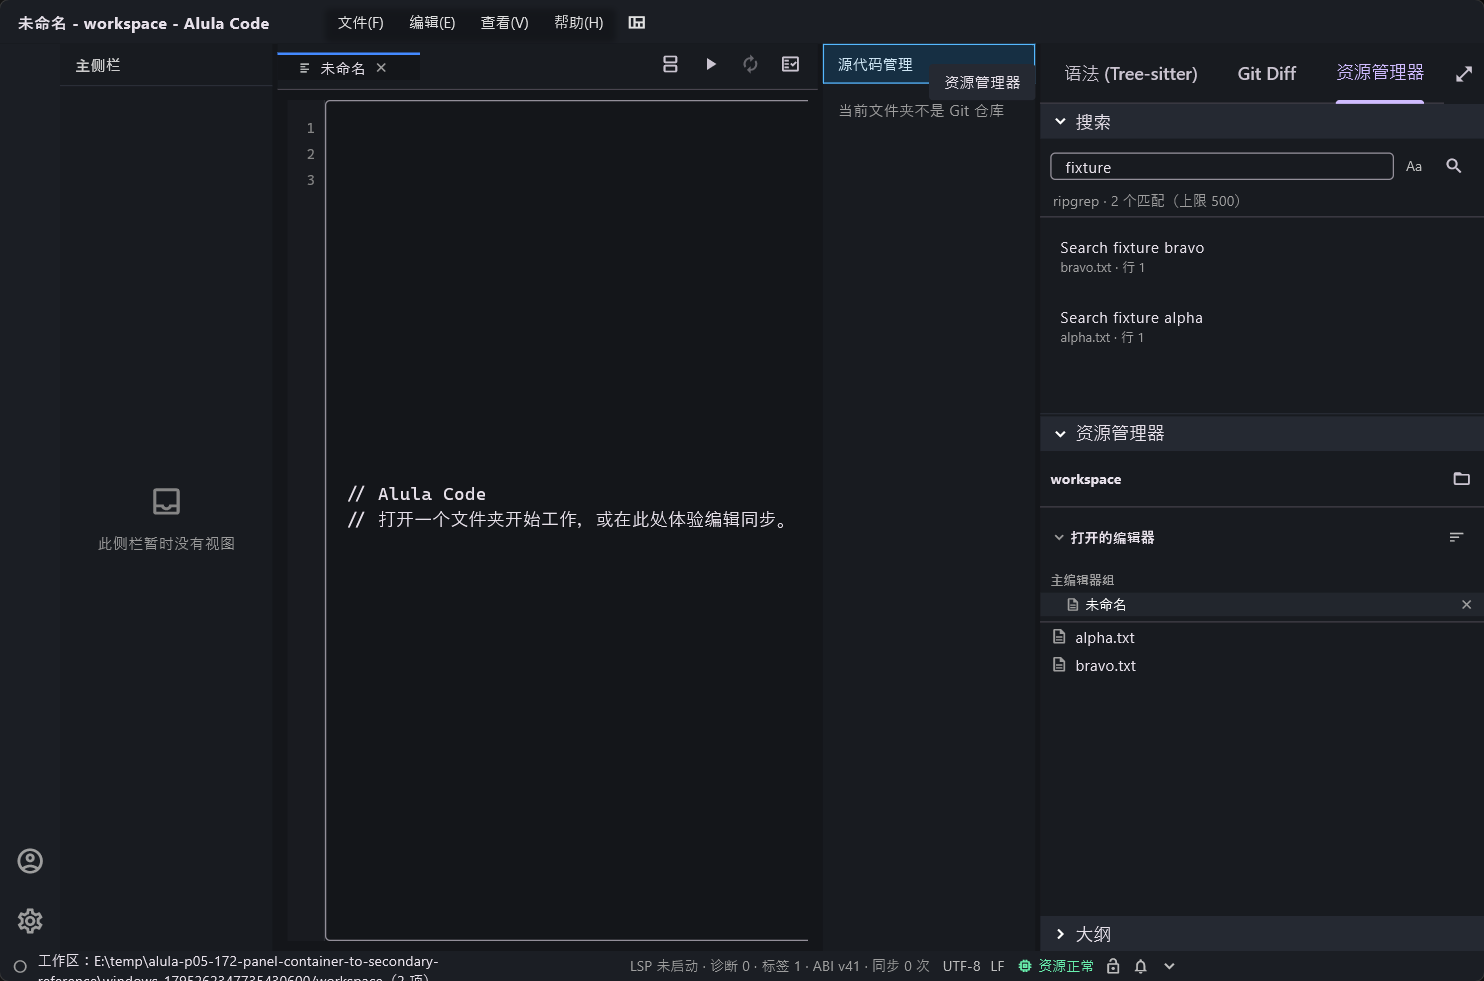 未命名 - workspace - Alula Code
文件(F) 编辑(E) 查看(V) 帮助(H)
主侧栏
此侧栏暂时没有视图
未命名
1
2
3
// Alula Code
// 打开一个文件夹开始工作，或在此处体验编辑同步。
源代码管理
资源管理器
当前文件夹不是 Git 仓库
语法 (Tree-sitter) Git Diff 资源管理器
搜索
fixture
Aa
ripgrep · 2 个匹配（上限 500）
Search fixture bravo
bravo.txt · 行 1
Search fixture alpha
alpha.txt · 行 1
资源管理器
workspace
打开的编辑器
主编辑器组
未命名
alpha.txt
bravo.txt
大纲
工作区：E:\temp\alula-p05-172-panel-container-to-secondary-
reference\windows-1795262347735430600/workspace（2 项）
LSP 未启动 · 诊断 0 · 标签 1 · ABI v41 · 同步 0 次 UTF-8 LF 资源正常